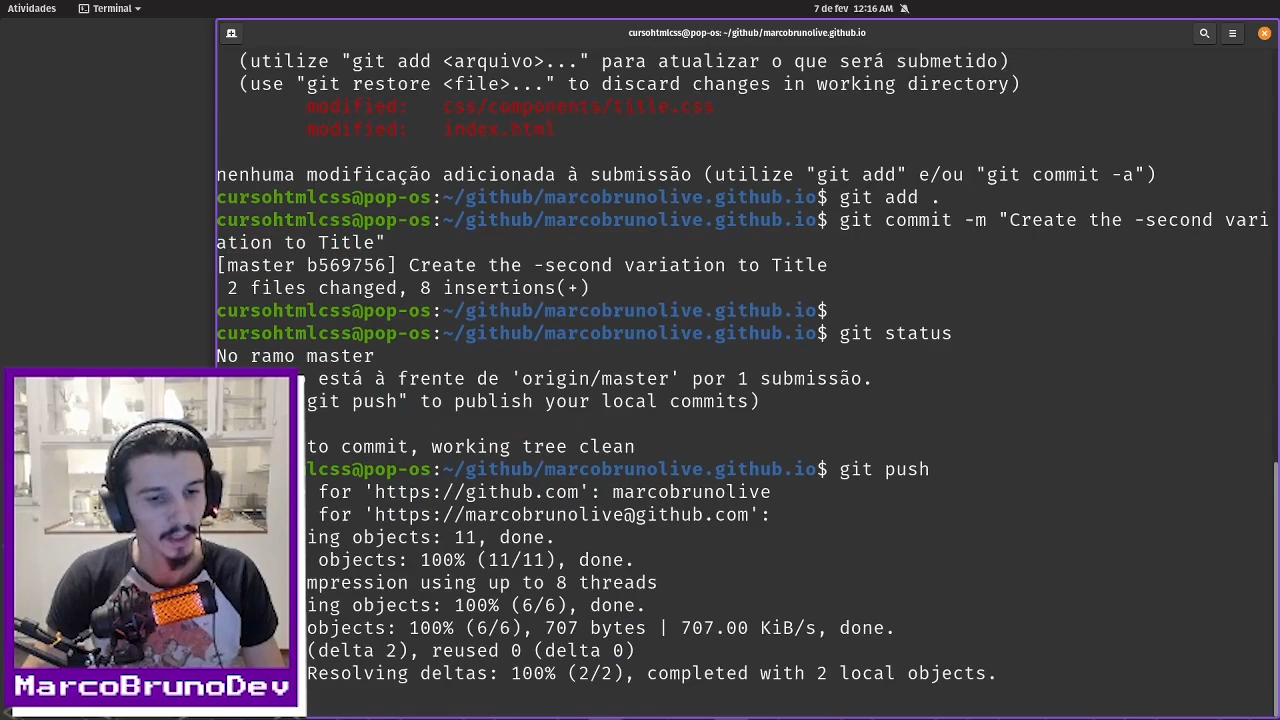 Atividades
Terminal
7 de fev 12:16 AM
cursohtmlcss@pop-os: ~/github/marcobrunolive.github.io
(utilize "git add <arquivo>..." para atualizar o que será submetido)
(use "git restore <file>..." to discard changes in working directory)
modified: css/components/title.css
modified: index.html
nenhuma modificação adicionada à submissão (utilize "git add" e/ou "git commit -a")
cursohtmlcss@pop-os:~/github/marcobrunolive.github.io$ git add .
cursohtmlcss@pop-os:~/github/marcobrunolive.github.io$ git commit -m "Create the -second vari
ation to Title"
[master b569756] Create the -second variation to Title
2 files changed, 8 insertions(+)
cursohtmlcss@pop-os:~/github/marcobrunolive.github.io$
cursohtmlcss@pop-os:~/github/marcobrunolive.github.io$ git status
No ramo master
está à frente de 'origin/master' por 1 submissão.
git push" to publish your local commits)
to commit, working tree clean
lcss@pop-os:~/github/marcobrunolive.github.io$ git push
for 'https://github.com': marcobrunolive
for 'https://marcobrunolive@github.com':
ing objects: 11, done.
objects: 100% (11/11), done.
mpression using up to 8 threads
ing objects: 100% (6/6), done.
objects: 100% (6/6), 707 bytes | 707.00 KiB/s, done.
(delta 2), reused 0 (delta 0)
Resolving deltas: 100% (2/2), completed with 2 local objects.
MarcoBrunoDev